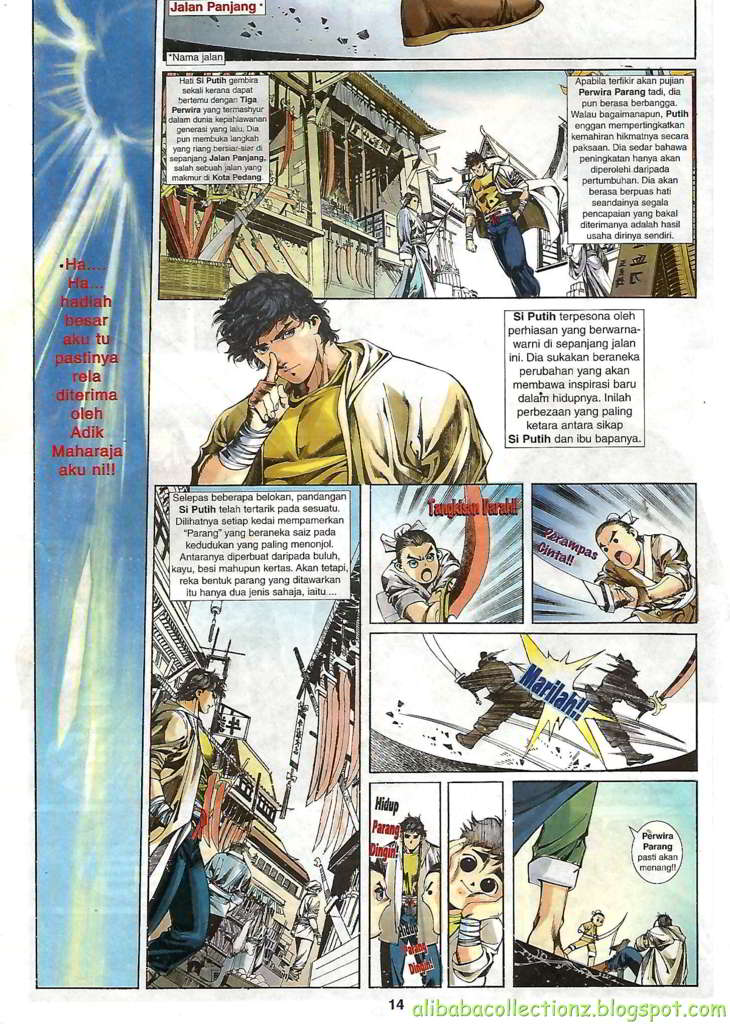 Jalan Panjang *
*Nama jalan
Hati Si Putih gembira
sekali kerana dapat
bertemu dengan Tiga
Perwira yang termashyur
dalam dunia kepahlawanan
generasi yang lalu. Dia
pun membuka langkah
yang riang bersiar-siar di
sepanjang Jalan Panjang,
salah sebuah jalan yang
makmur di Kota Pedang.
Apabila terfikir akan pujian
Perwira Parang tadi, dia
pun berasa berbangga.
Walau bagaimanapun, Putih
enggan mempertingkatkan
kemahiran hikmatnya secara
paksaan. Dia sedar bahawa
peningkatan hanya akan
diperolehi daripada
pertumbuhan. Dia akan
berasa berpuas hati
seandainya segala
pencapaian yang bakal
diterimanya adalah hasil
usaha dirinya sendiri.
Ha....
Ha...
hadiah
besar
aku tu
pastinya
rela
diterima
oleh
Adik
Maharaja
aku ni!!
Si Putih terpesona oleh
perhiasan yang berwarna-
warni di sepanjang jalan
ini. Dia sukakan beraneka
perubahan yang akan
membawa inspirasi baru
dalam hidupnya. Inilah
perbezaan yang paling
ketara antara sikap
Si Putih dan ibu bapanya.
Selepas beberapa belokan, pandangan
Si Putih telah tertarik pada sesuatu.
Dilihatnya setiap kedai mempamerkan
"Parang" yang beraneka saiz pada
kedudukan yang paling menonjol.
Antaranya diperbuat daripada buluh,
kayu, besi mahupun kertas. Akan tetapi,
reka bentuk parang yang ditawarkan
itu hanya dua jenis sahaja, iaitu ...
Tangkisan Darah!!
Perampas
Cinta!!
Marilah!!
Hidup
Parang
Dingin!
Hidup
Parang
Dingin!
Perwira
Parang
pasti akan
menang!!
14
alibabacollectionz.blogspot.com